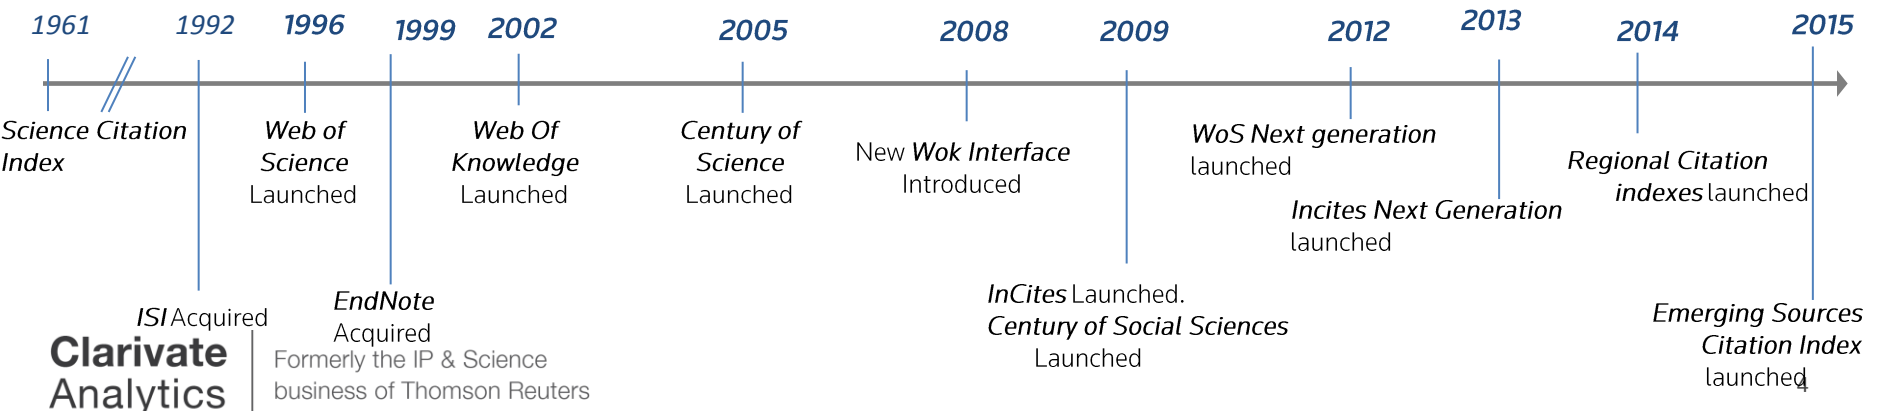 1961
1992
1996
1999
2002
2005
2008
2009
2012
2013
2014
2015
Science Citation
Index
ISI Acquired
Web of
Science
Launched
EndNote
Acquired
Web Of
Knowledge
Launched
Century of
Science
Launched
New Wok Interface
Introduced
InCites Launched.
Century of Social Sciences
Launched
WoS Next generation
launched
Incites Next Generation
launched
Regional Citation
indexes launched
Emerging Sources
Citation Index
launched
4
Clarivate
Analytics
Formerly the IP & Science
business of Thomson Reuters